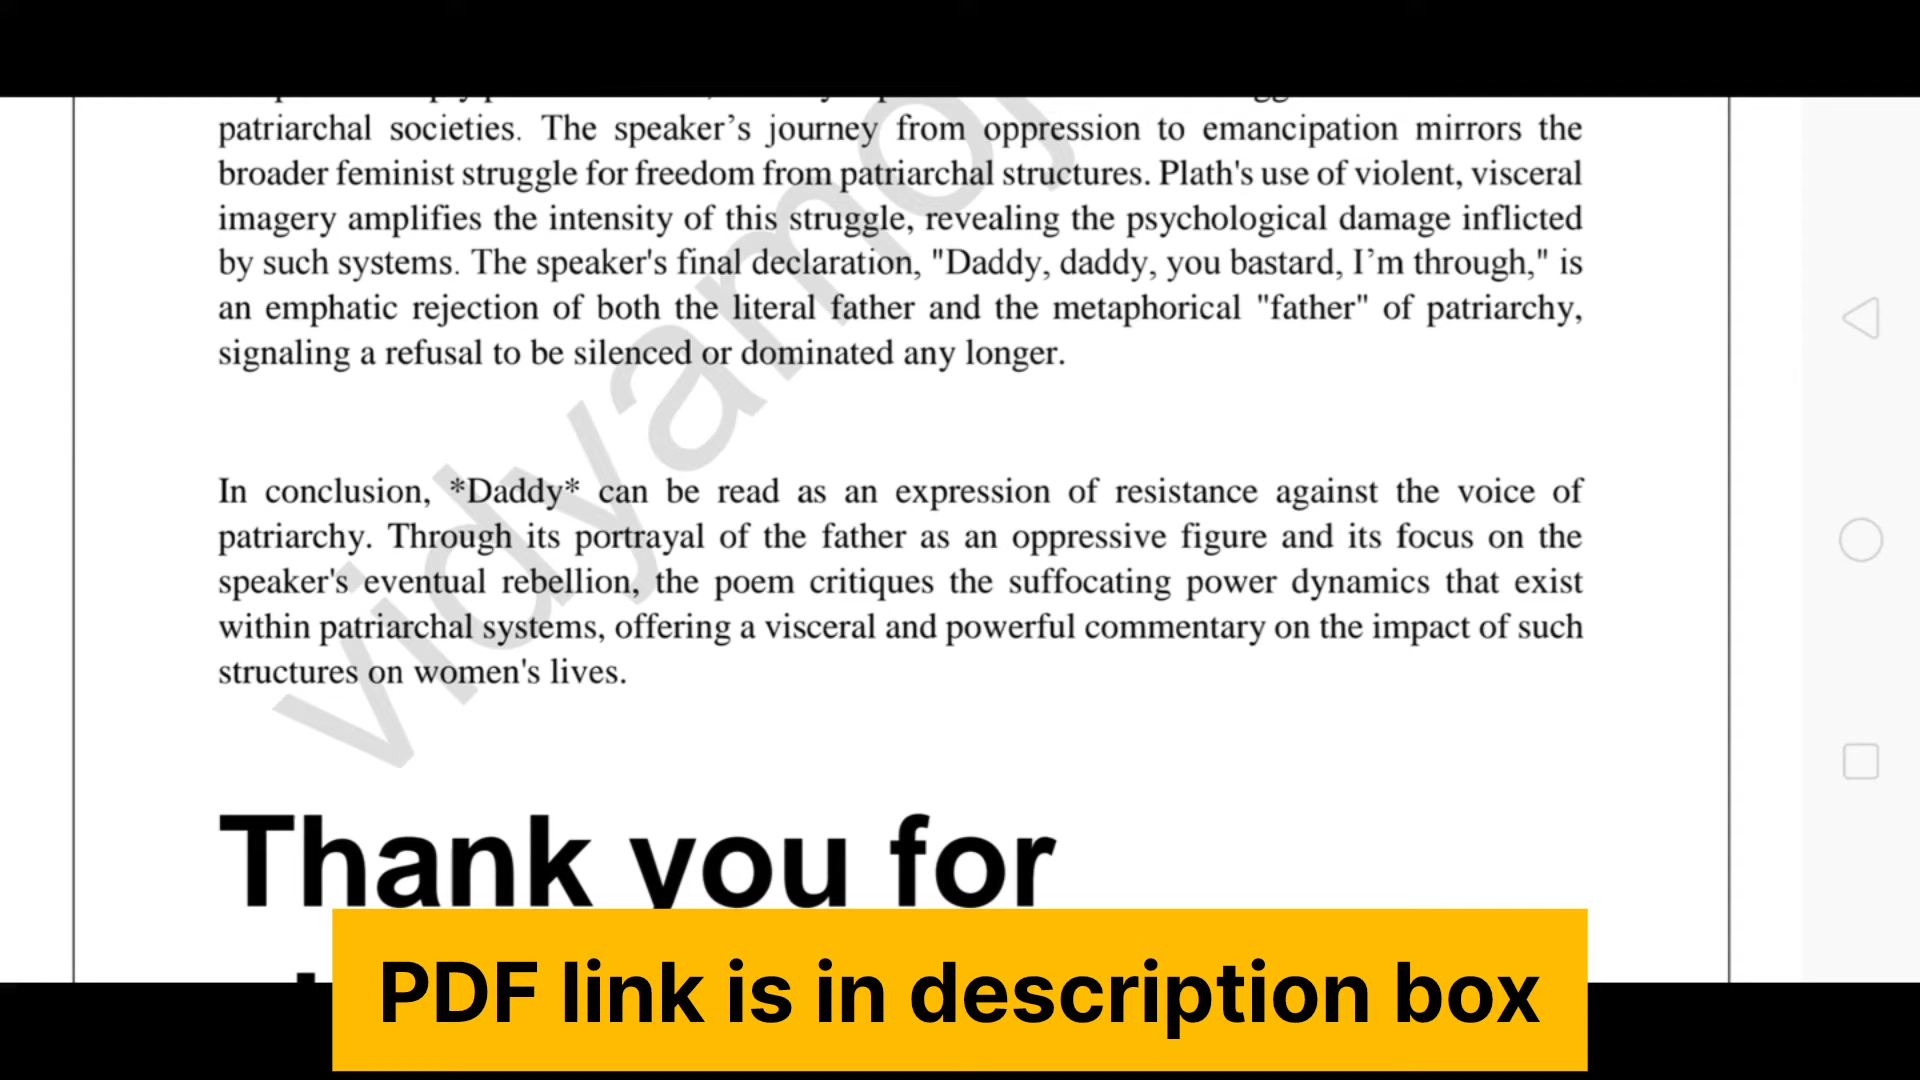 patriarchal societies. The speaker’s journey from oppression to emancipation mirrors the
broader feminist struggle for freedom from patriarchal structures. Plath's use of violent, visceral
imagery amplifies the intensity of this struggle, revealing the psychological damage inflicted
by such systems. The speaker's final declaration, "Daddy, daddy, you bastard, I’m through," is
an emphatic rejection of both the literal father and the metaphorical "father" of patriarchy,
signaling a refusal to be silenced or dominated any longer.
In conclusion, *Daddy* can be read as an expression of resistance against the voice of
patriarchy. Through its portrayal of the father as an oppressive figure and its focus on the
speaker's eventual rebellion, the poem critiques the suffocating power dynamics that exist
within patriarchal systems, offering a visceral and powerful commentary on the impact of such
structures on women's lives.
vidyamoj
Thank you for
PDF link is in description box